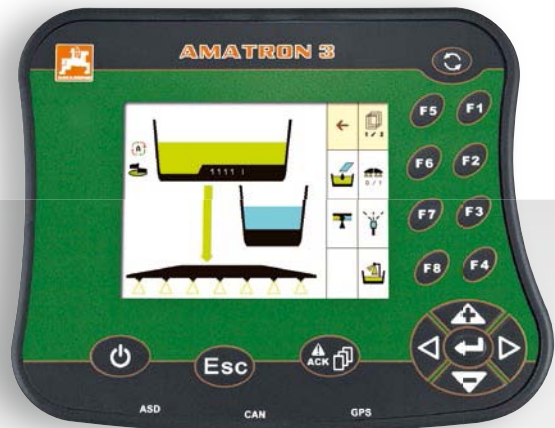 AMATRON 3
AMAZONE
F5 F1
1 / 2
1111 l
F6 F2
0 / 1
F7 F3
F8 F4
Esc
ACK
ASD CAN GPS